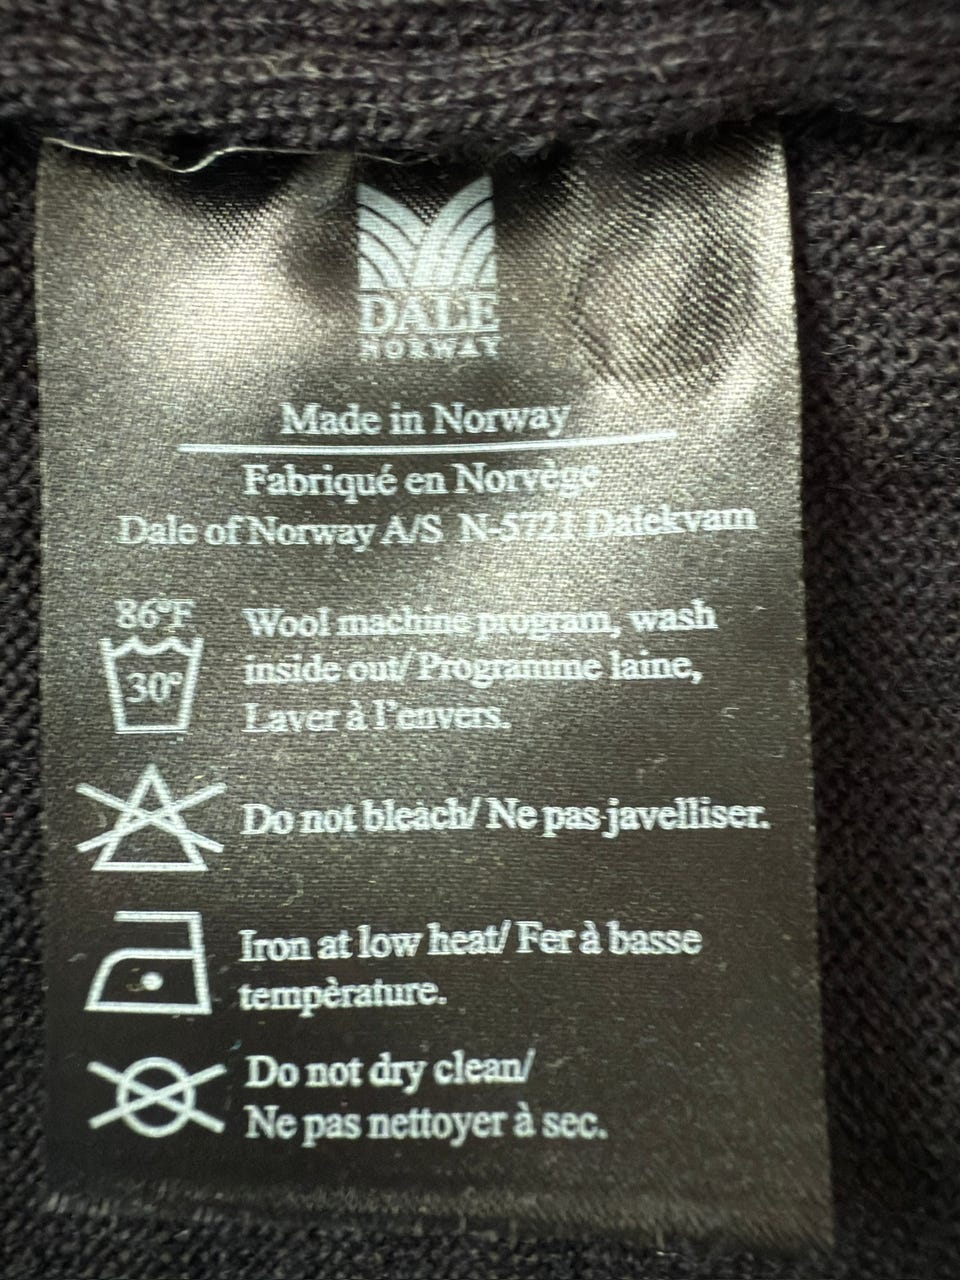 DALE
NORWAY
Made in Norway
Fabriqué en Norvège
Dale of Norway A/S N-5721 Dalekvam
86°F
30°
Wool machine program, wash
inside out/ Programme laine,
Laver à l'envers.
Do not bleach/ Ne pas javelliser.
Iron at low heat/ Fer à basse
tempèrature.
Do not dry clean/
Ne pas nettoyer à sec.